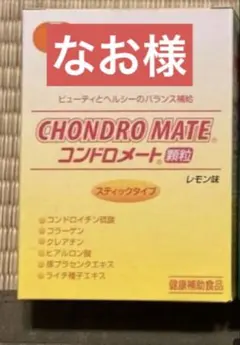 なお様
ビューティとヘルシーのバランス補給
CHONDRO MATE®
コンドロメート®顆粒
レモン味
スティックタイプ
コンドロイチン硫酸
コラーゲン
クレアチン
ヒアルロン酸
豚プラセンタエキス
ライチ種子エキス
健康補助食品